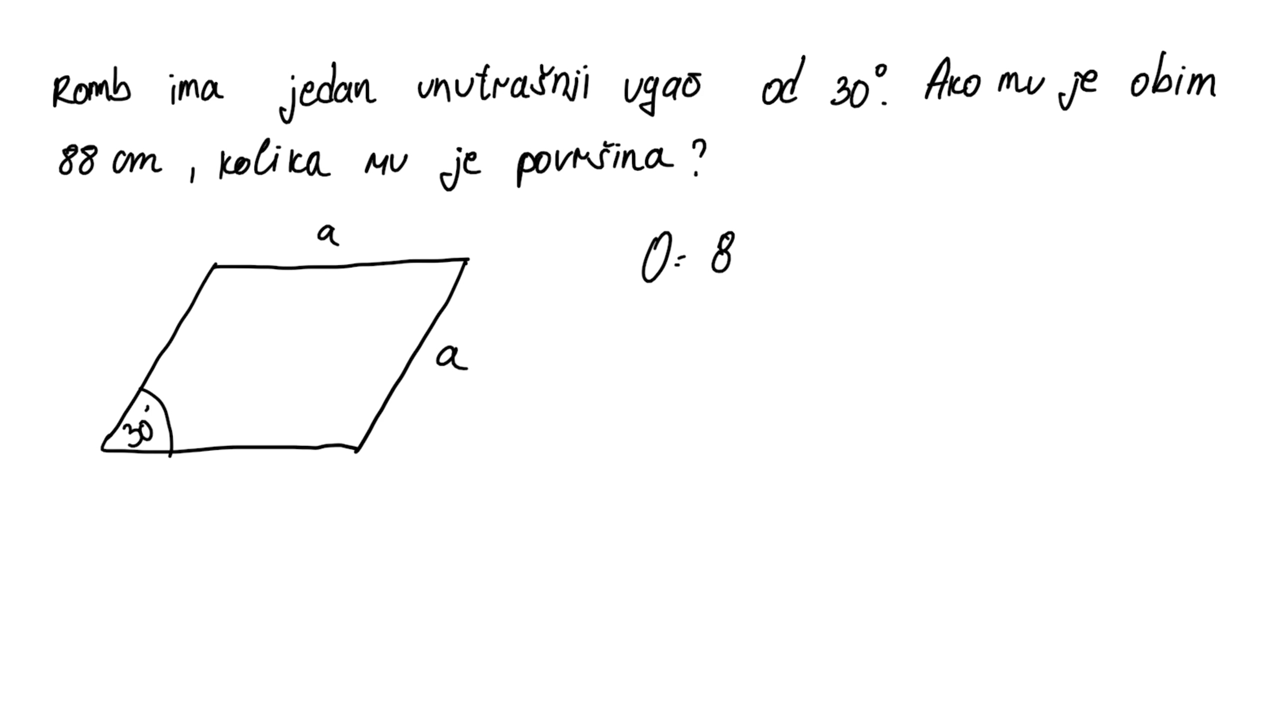 Romb ima jedan unutrašnji ugao od 30°. Ako mu je obim
88 cm, kolika mu je površina?
a
O= 8
a
30°